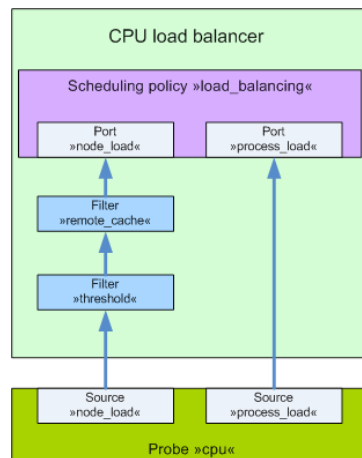 CPU load balancer
Scheduling policy »load_balancing«
Port
»node_load«
Port
»process_load«
Filter
»remote_cache«
Filter
»threshold«
Source
»node_load«
Source
»process_load«
Probe »cpu«